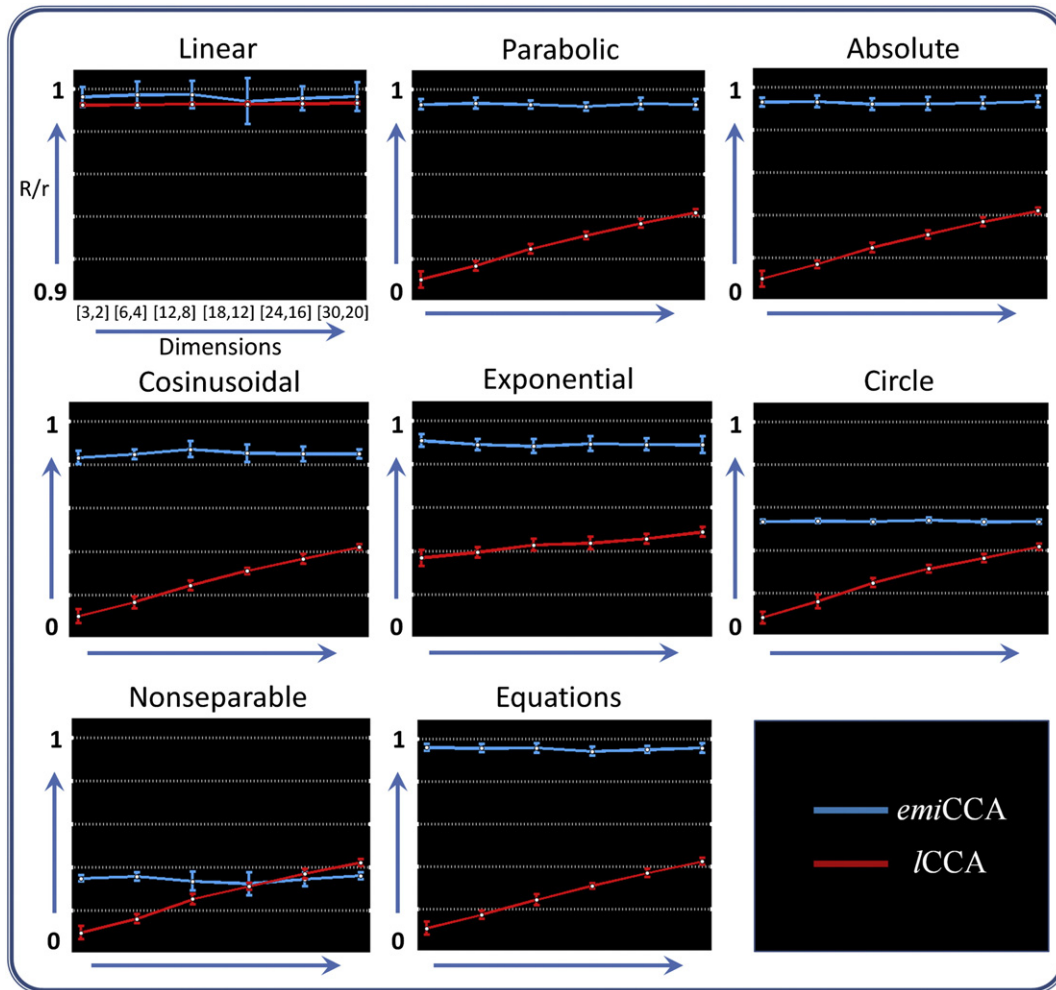 Linear
Parabolic
Absolute
1
1
1
R/r
0.9
0
0
[3,2] [6,4] [12,8] [18,12] [24,16] [30,20]
Dimensions
Cosinusoidal
Exponential
Circle
1
1
1
0
0
0
Nonseparable
Equations
1
1
0
0
emiCCA
lCCA